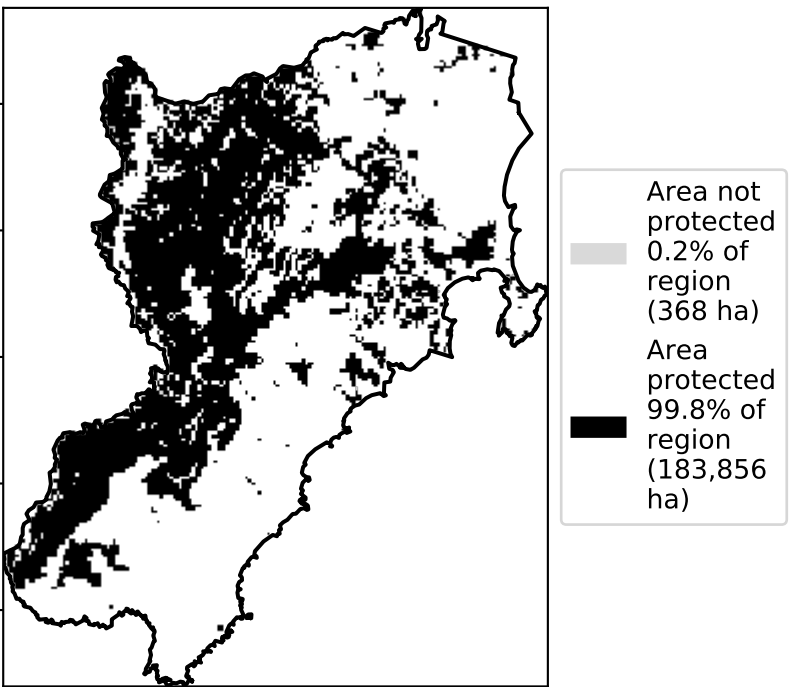 Area not
protected
0.2% of
region
(368 ha)
Area
protected
99.8% of
region
(183,856
ha)